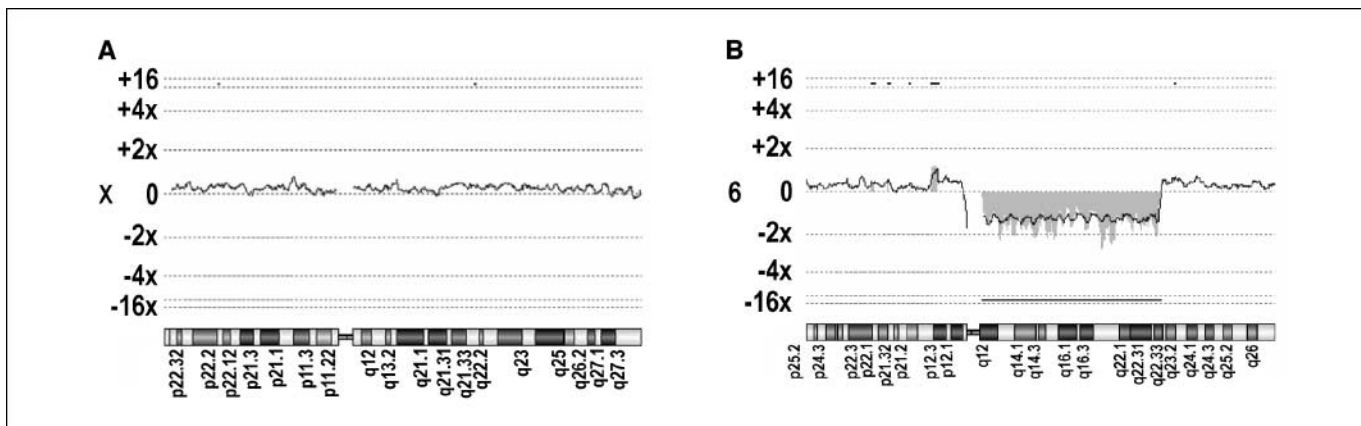 A
+16
+4x
+2x
X 0
-2x
-4x
-16x
p22.32 p22.2 p22.12 p21.3 p21.1 p11.3 p11.22 q12 q13.2 q21.1 q21.31 q21.33 q22.2 q23 q25 q26.2 q27.1 q27.3
B
+16
+4x
+2x
6 0
-2x
-4x
-16x
p25.2 p24.3 p22.3 p22.1 p21.32 p21.2 p12.3 p12.1 q12 q14.1 q14.3 q16.1 q16.3 q22.1 q22.31 q22.33 q23.2 q24.1 q24.3 q25.2 q26